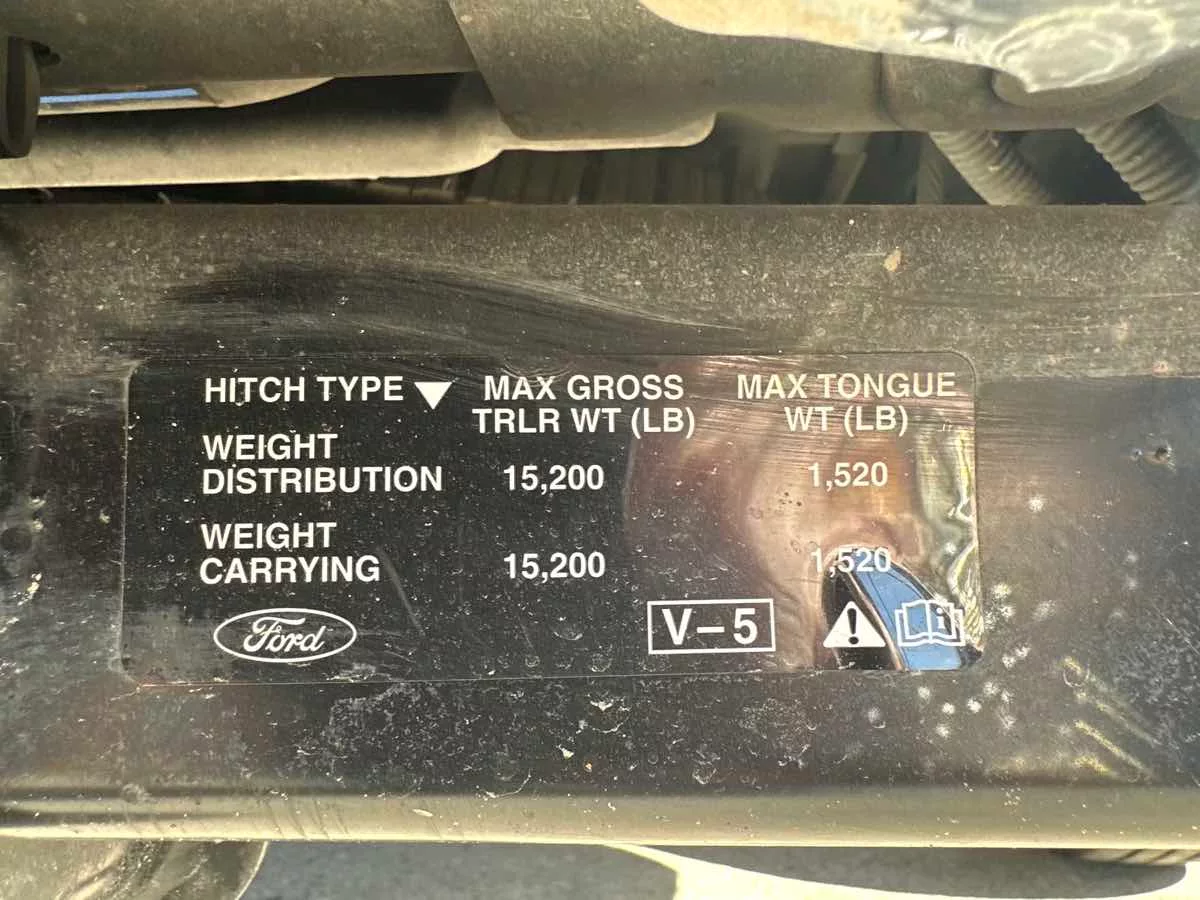 HITCH TYPE MAX GROSS MAX TONGUE
TRLR WT (LB) WT (LB)
WEIGHT
DISTRIBUTION 15,200 1,520
WEIGHT
CARRYING 15,200 1,520
Ford V-5